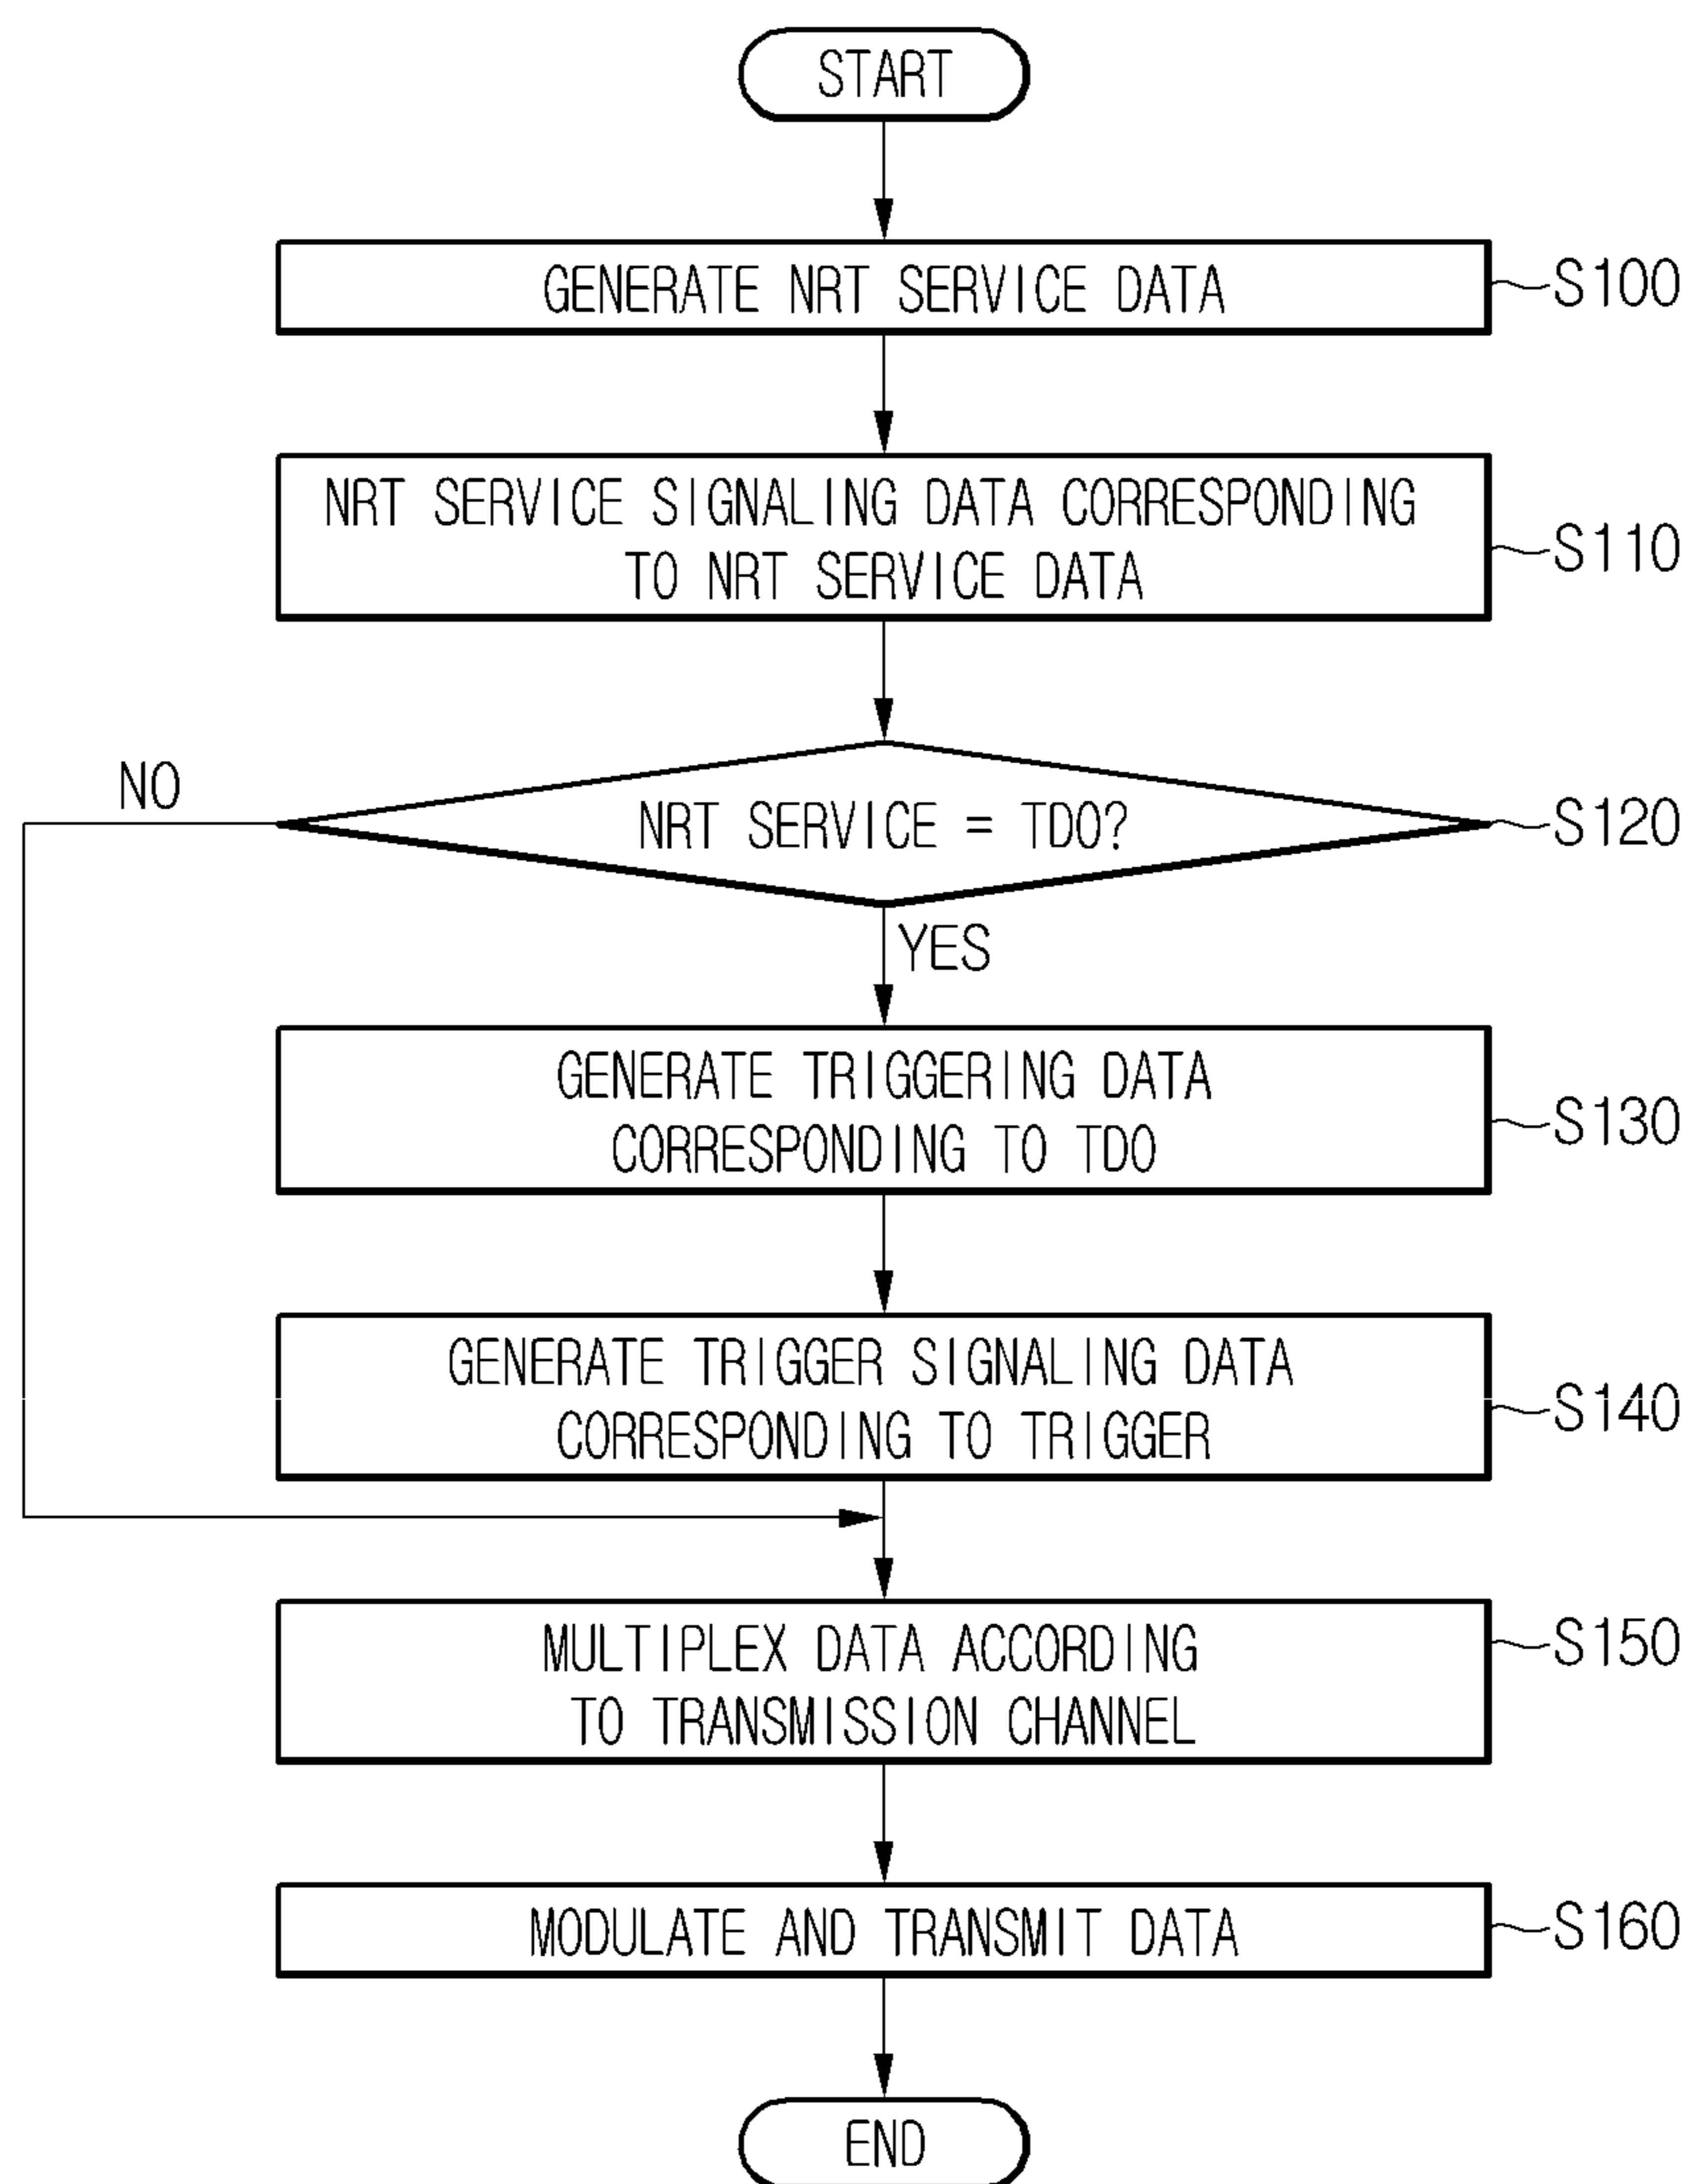 START
GENERATE NRT SERVICE DATA
S100
NRT SERVICE SIGNALING DATA CORRESPONDING
TO NRT SERVICE DATA
S110
NO
NRT SERVICE = TDO?
S120
YES
GENERATE TRIGGERING DATA
CORRESPONDING TO TDO
S130
GENERATE TRIGGER SIGNALING DATA
CORRESPONDING TO TRIGGER
S140
MULTIPLEX DATA ACCORDING
TO TRANSMISSION CHANNEL
S150
MODULATE AND TRANSMIT DATA
S160
END